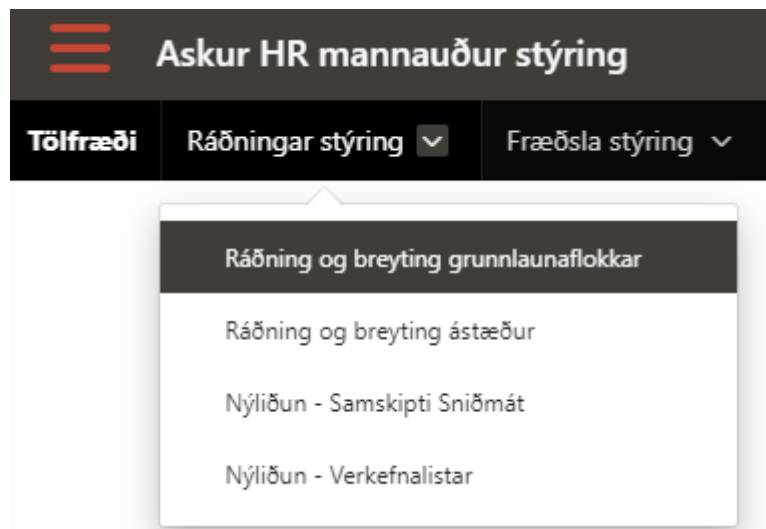 Askur HR mannauður stýring
Tölfræði Ráðningar stýring Fræðsla stýring
Ráðning og breyting grunnlaunaflokkar
Ráðning og breyting ástæður
Nýliðun - Samskipti Sniðmát
Nýliðun - Verkefnalistar